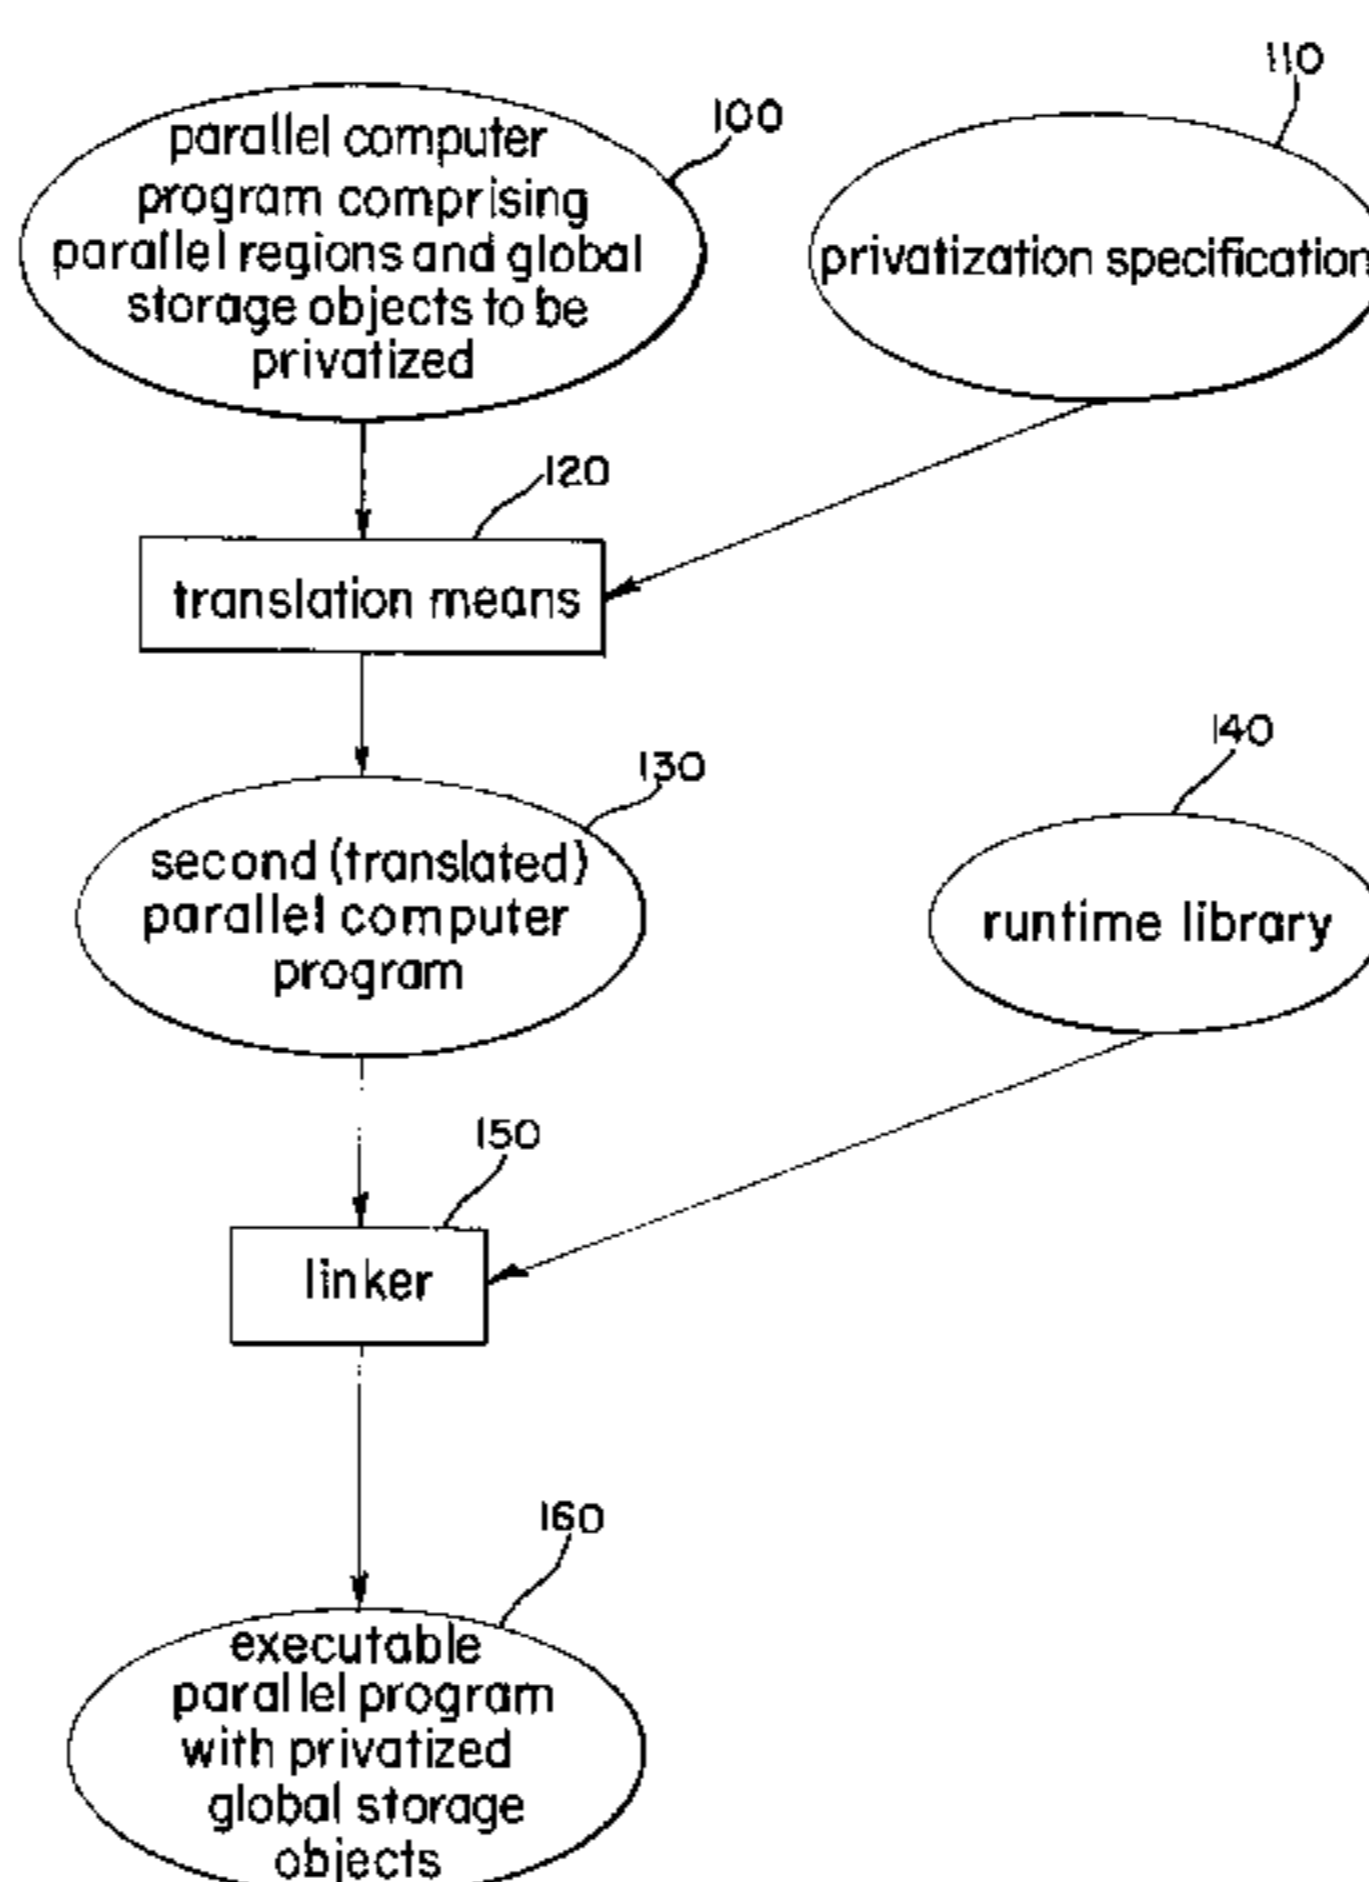 110
100
parallel computer
program comprising
parallel regions and global
storage objects to be
privatized
privatization specification
120
translation means
130
second (translated)
parallel computer
program
140
runtime library
150
linker
160
executable
parallel program
with privatized
global storage
objects